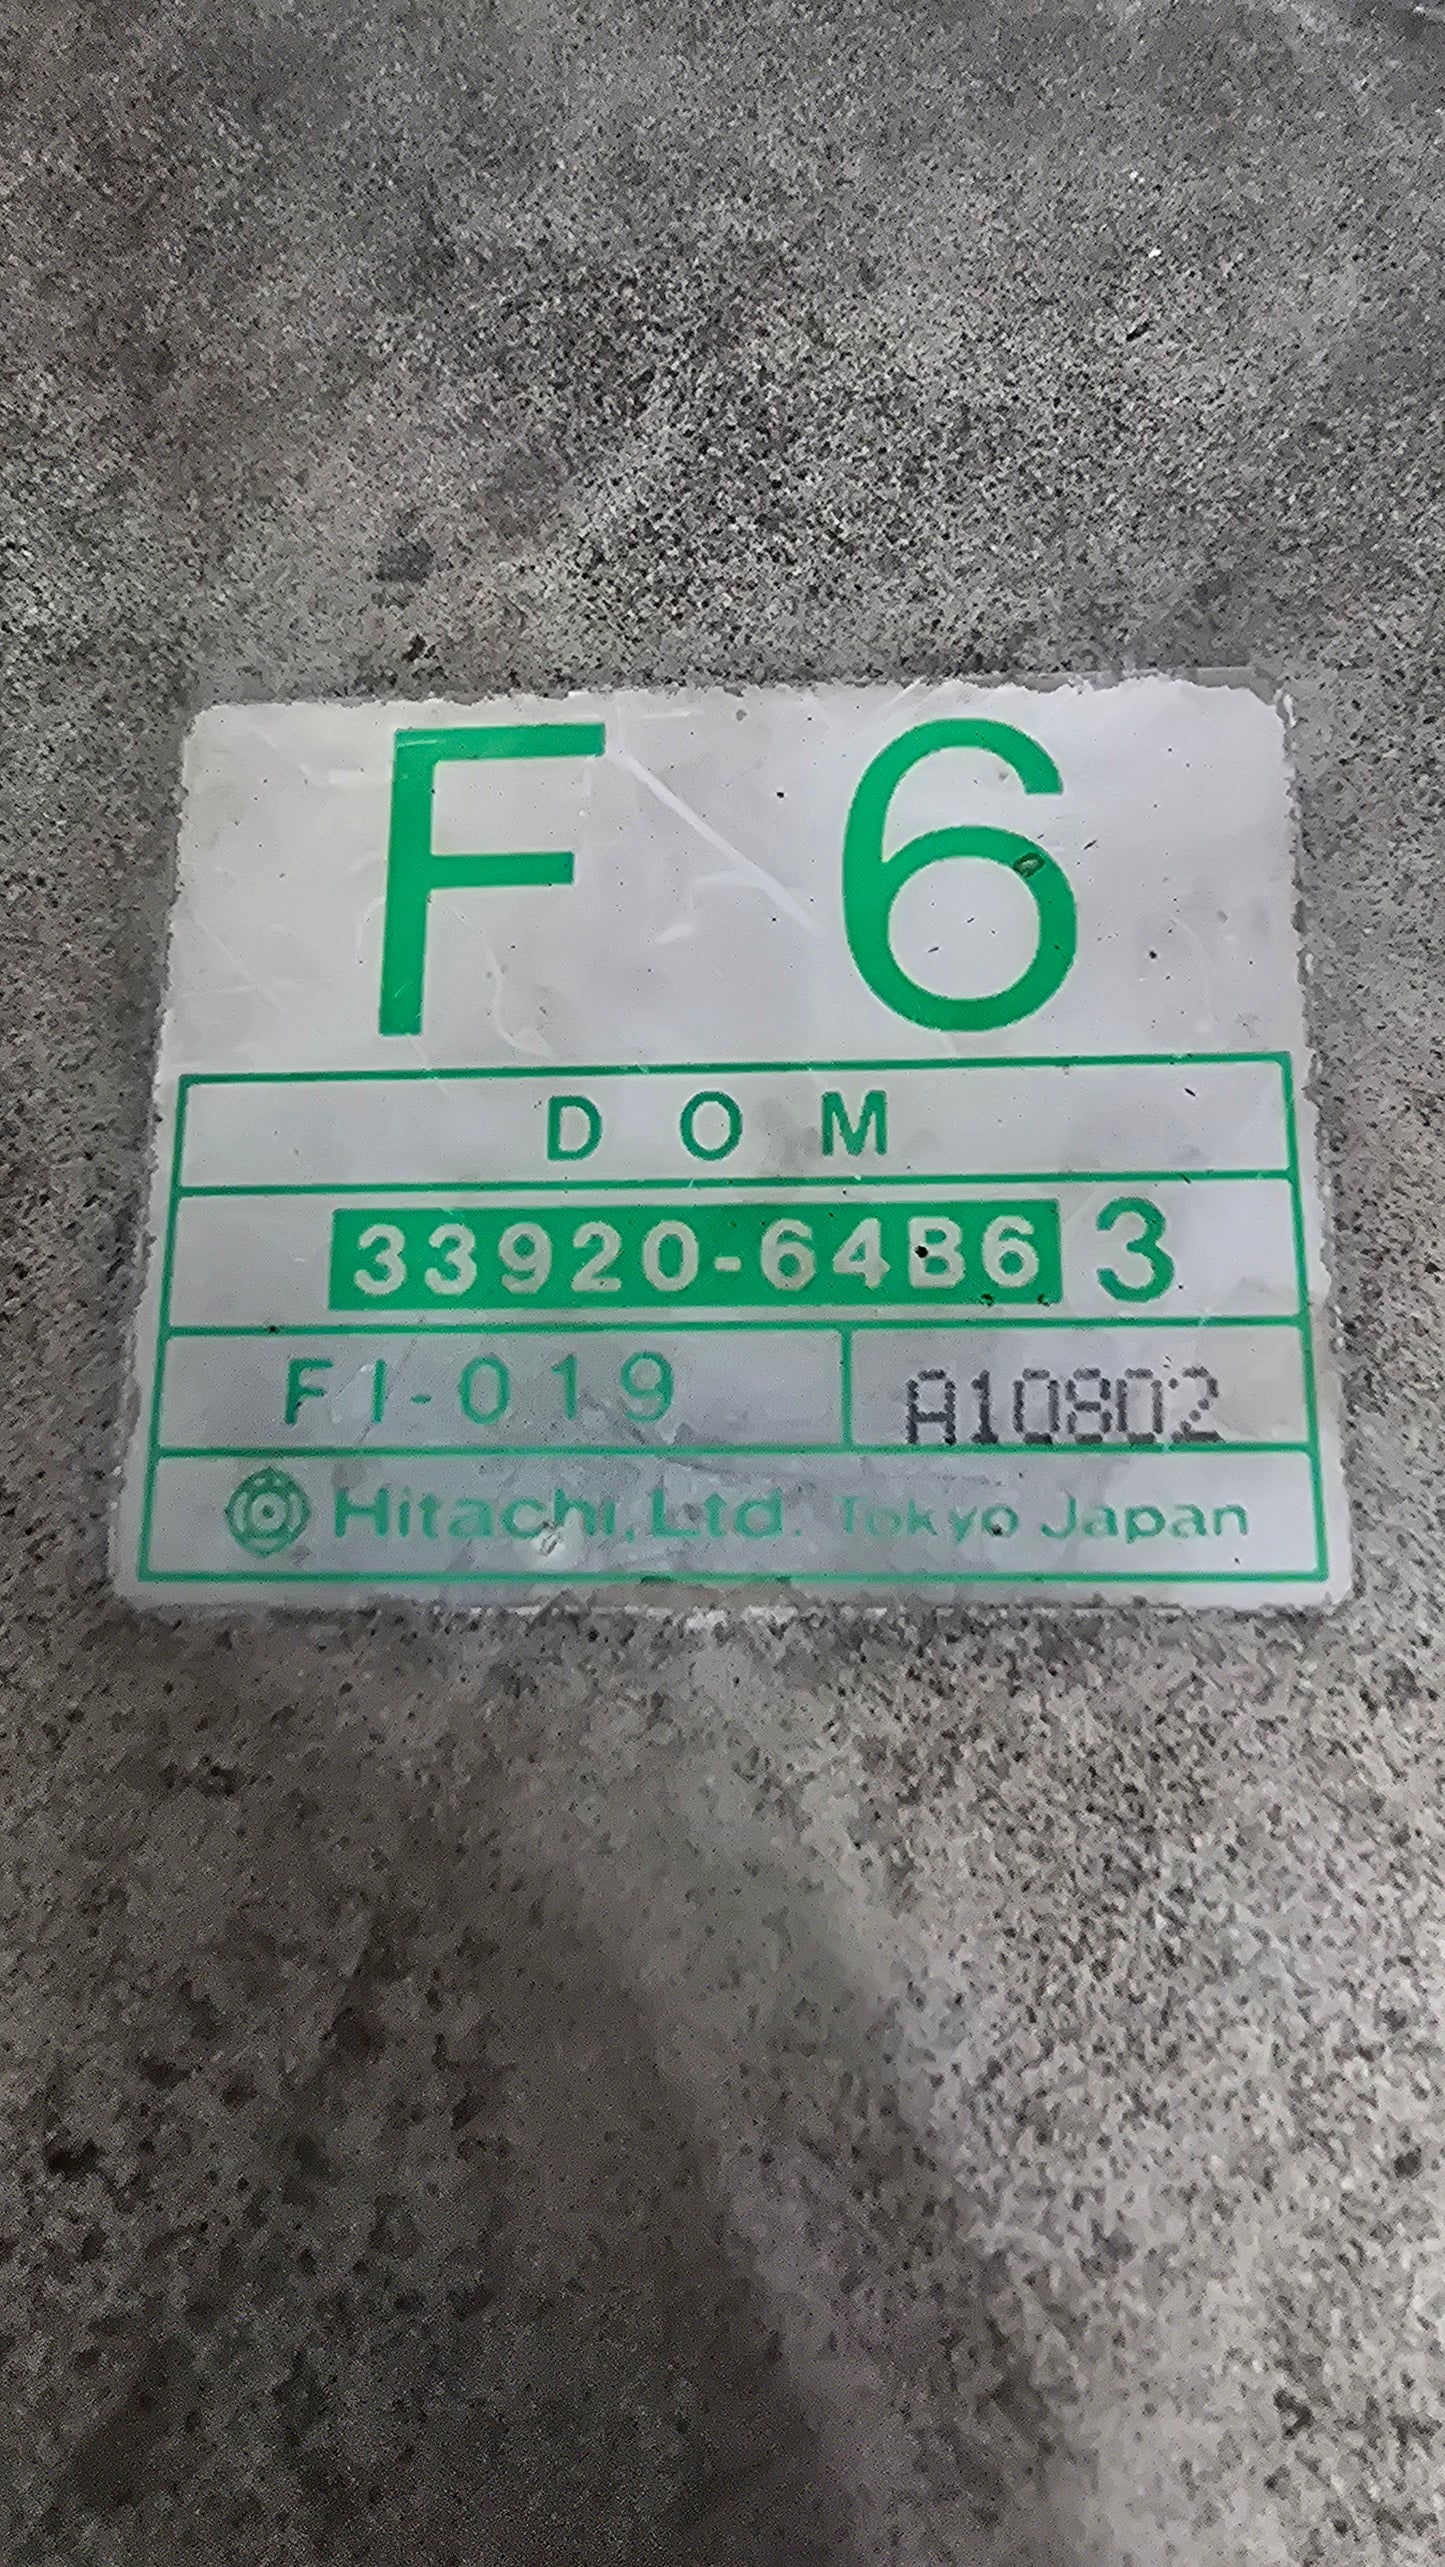 F 6
DOM
33920-64B6 3
FI-019 A10802
Hitachi, Ltd. Tokyo Japan